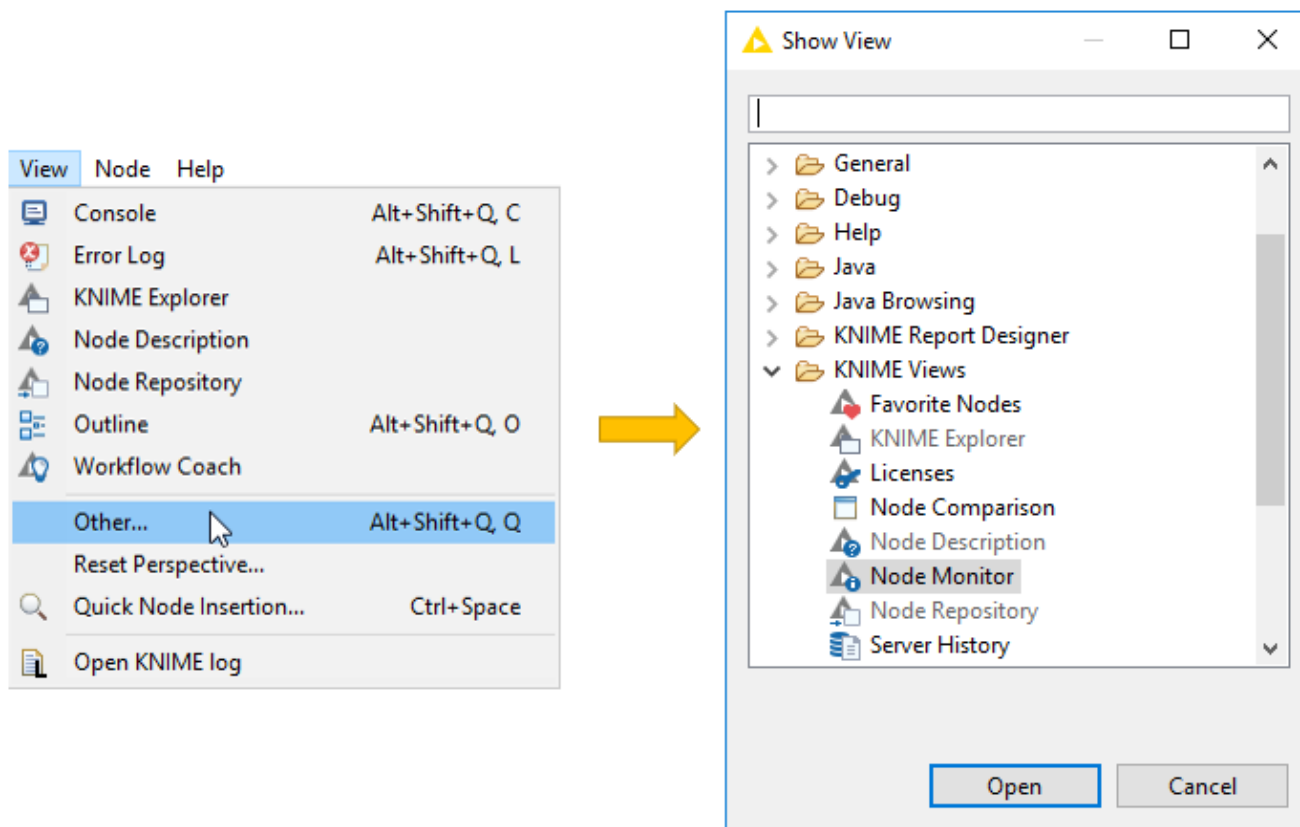 View Node Help
Console Alt+Shift+Q, C
Error Log Alt+Shift+Q, L
KNIME Explorer
Node Description
Node Repository
Outline Alt+Shift+Q, O
Workflow Coach
Other... Alt+Shift+Q, Q
Reset Perspective...
Quick Node Insertion... Ctrl+Space
Open KNIME log
Show View
General
Debug
Help
Java
Java Browsing
KNIME Report Designer
KNIME Views
Favorite Nodes
KNIME Explorer
Licenses
Node Comparison
Node Description
Node Monitor
Node Repository
Server History
Open Cancel